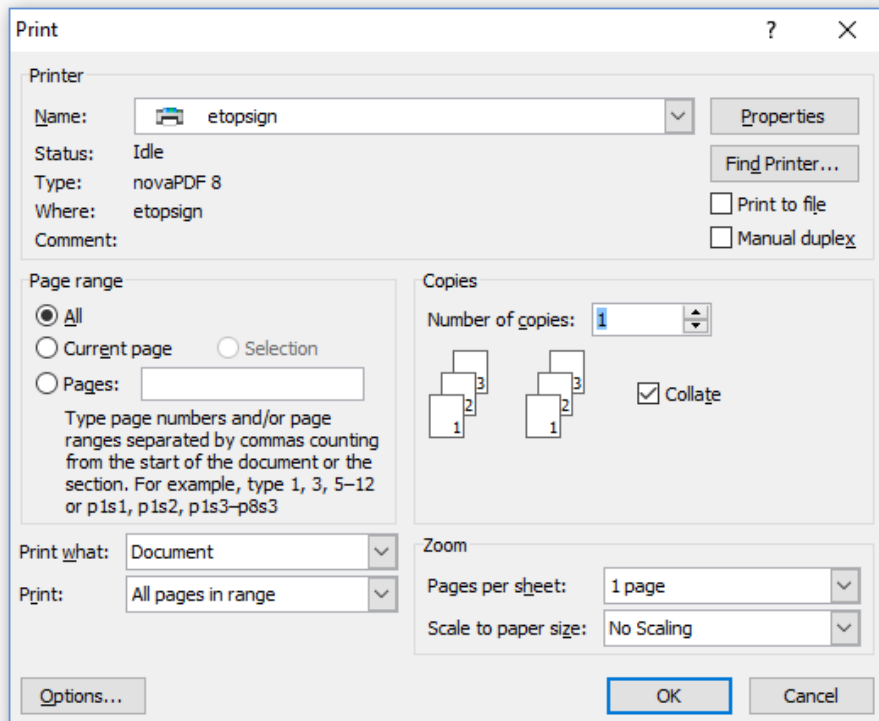 Print
Printer
Name: etopsign Properties
Status: Idle
Find Printer...
Type: novaPDF 8
Where: etopsign Print to file
Comment: Manual duplex
Page range
All
Current page Selection
Pages:
Type page numbers and/or page
ranges separated by commas counting
from the start of the document or the
section. For example, type 1, 3, 5–12
or p1s1, p1s2, p1s3–p8s3
Copies
Number of copies: 1
3 3
2 2
1 1
Collate
Print what: Document
Print: All pages in range
Zoom
Pages per sheet: 1 page
Scale to paper size: No Scaling
Options... OK Cancel